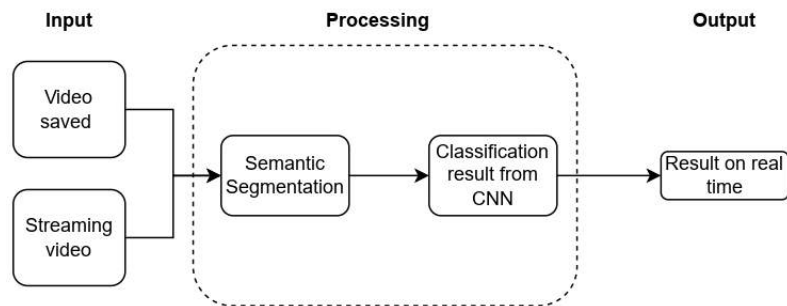 Input
Processing
Output
Video
saved
Streaming
video
Semantic
Segmentation
Classification
result from
CNN
Result on real
time